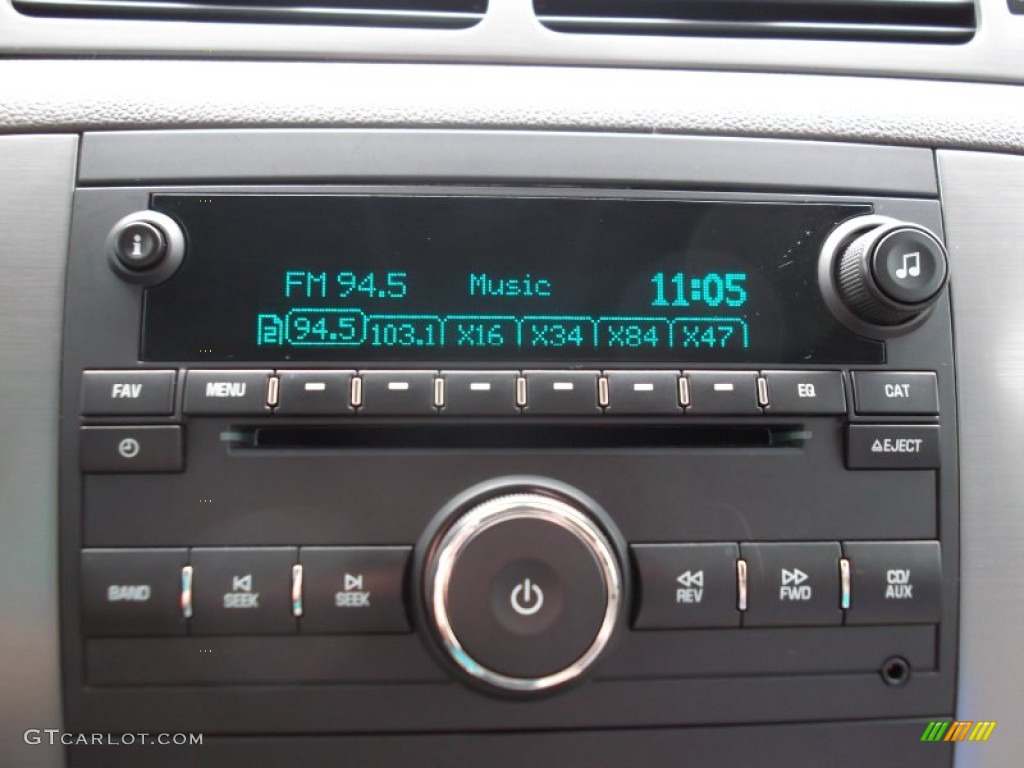 FM 94.5 Music 11:05
2 94.5 103.1 X16 X34 X84 X47
FAV MENU EQ CAT
EJECT
BAND SEEK SEEK REV FWD CD/
AUX
GTCARLOT.COM